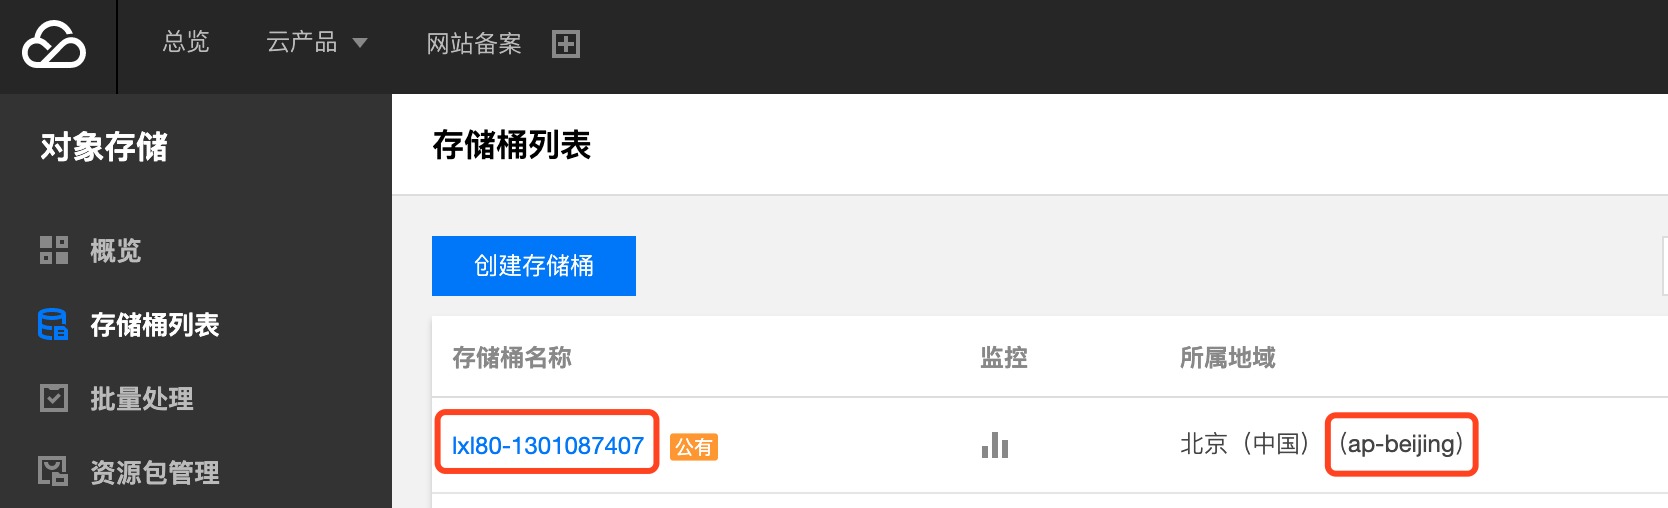 总览 云产品 网站备案
对象存储
存储桶列表
概览
创建存储桶
存储桶列表
存储桶名称 监控 所属地域
批量处理
lxl80-1301087407 公有 北京（中国）（ap-beijing）
资源包管理